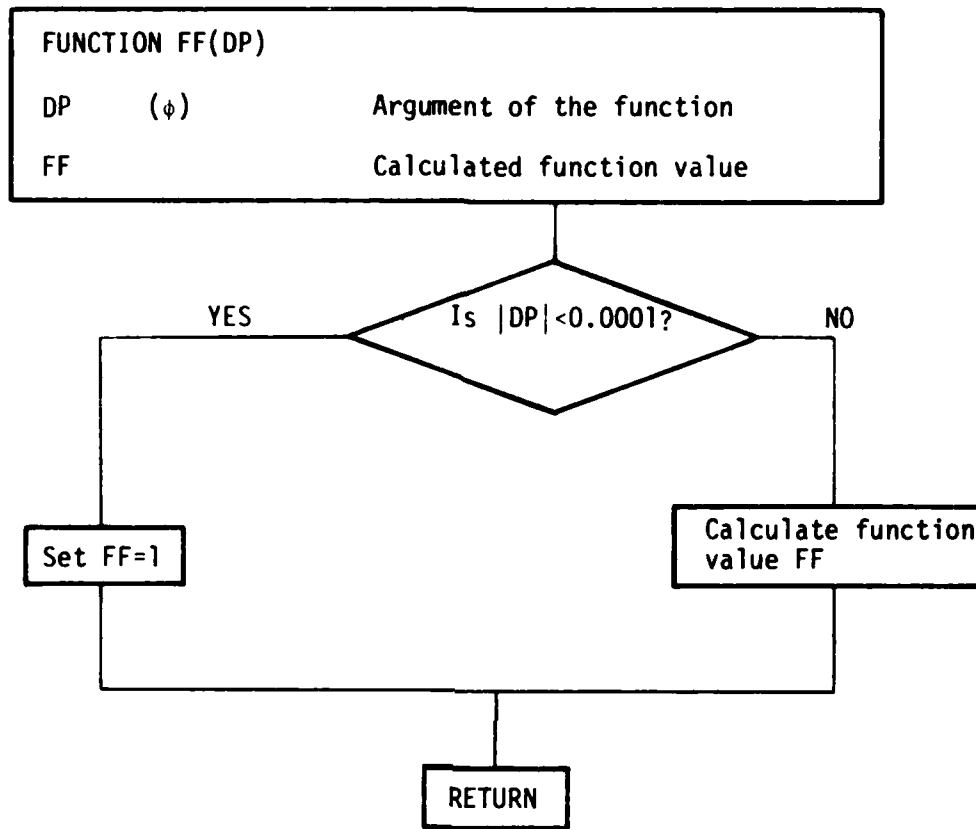 FUNCTION FF(DP)
DP (φ) Argument of the function
FF Calculated function value
Is |DP|<0.0001?
YES
NO
Set FF=1
Calculate function
value FF
RETURN